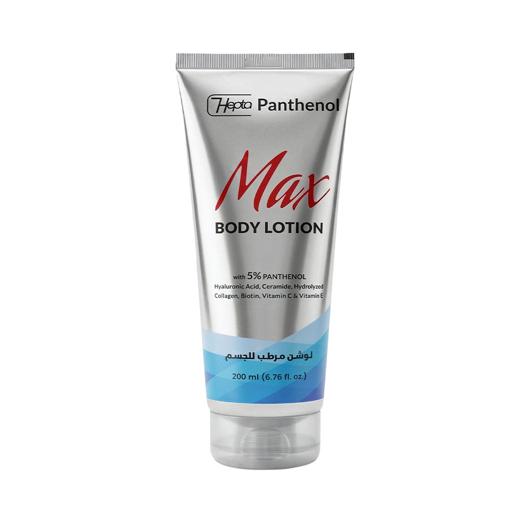 7Hepta Panthenol
Max
BODY LOTION
with 5% PANTHENOL
Hyaluronic Acid, Ceramide, Hydrolyzed
Collagen, Biotin, Vitamin C & Vitamin E
لوشن مرطب للجسم
200 ml (6.76 fl. oz.)